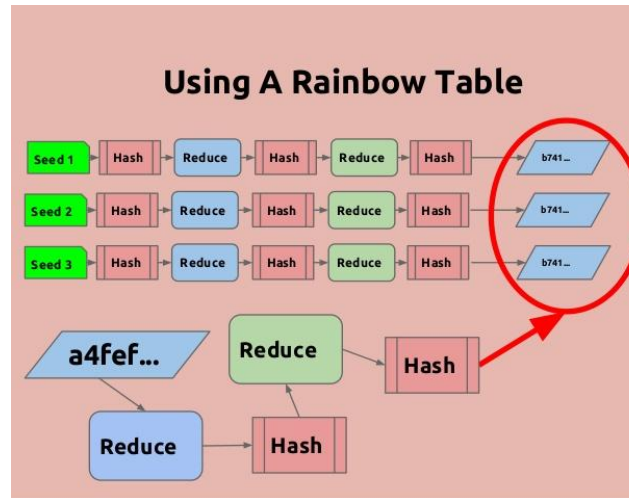 Using A Rainbow Table
Seed 1 Hash Reduce Hash Reduce Hash b741...
Seed 2 Hash Reduce Hash Reduce Hash b741...
Seed 3 Hash Reduce Hash Reduce Hash b741...
a4fef...
Reduce
Hash
Reduce
Hash